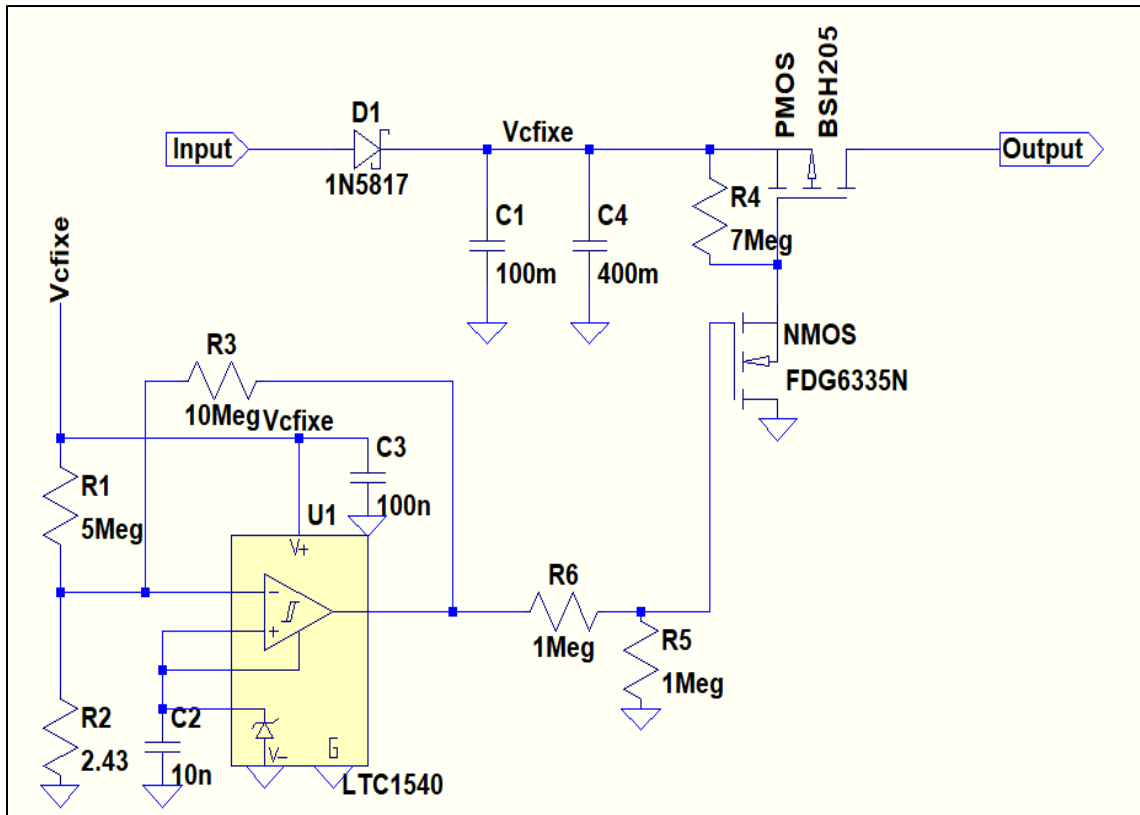 PMOS
BSH205
D1
Input
Vcfixe
Output
1N5817
R4
7Meg
C1
100m
C4
400m
Vcfixe
NMOS
FDG6335N
R3
10Meg
Vcfixe
C3
100n
R1
5Meg
U1
V+
R6
1Meg
R5
1Meg
R2
2.43
C2
10n
V-
G
LTC1540